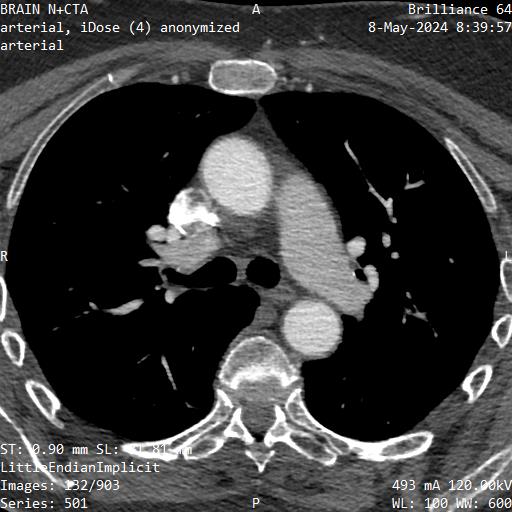 BRAIN N+CTA
arterial, iDose (4) anonymized
arterial
A
Brilliance 64
8-May-2024 8:39:57
R
L
ST: 0.90 mm SL: mm
LittleEndianImplicit
Images: 132/903
Series: 501
P
493 mA 120.00kV
WL: 100 WW: 600